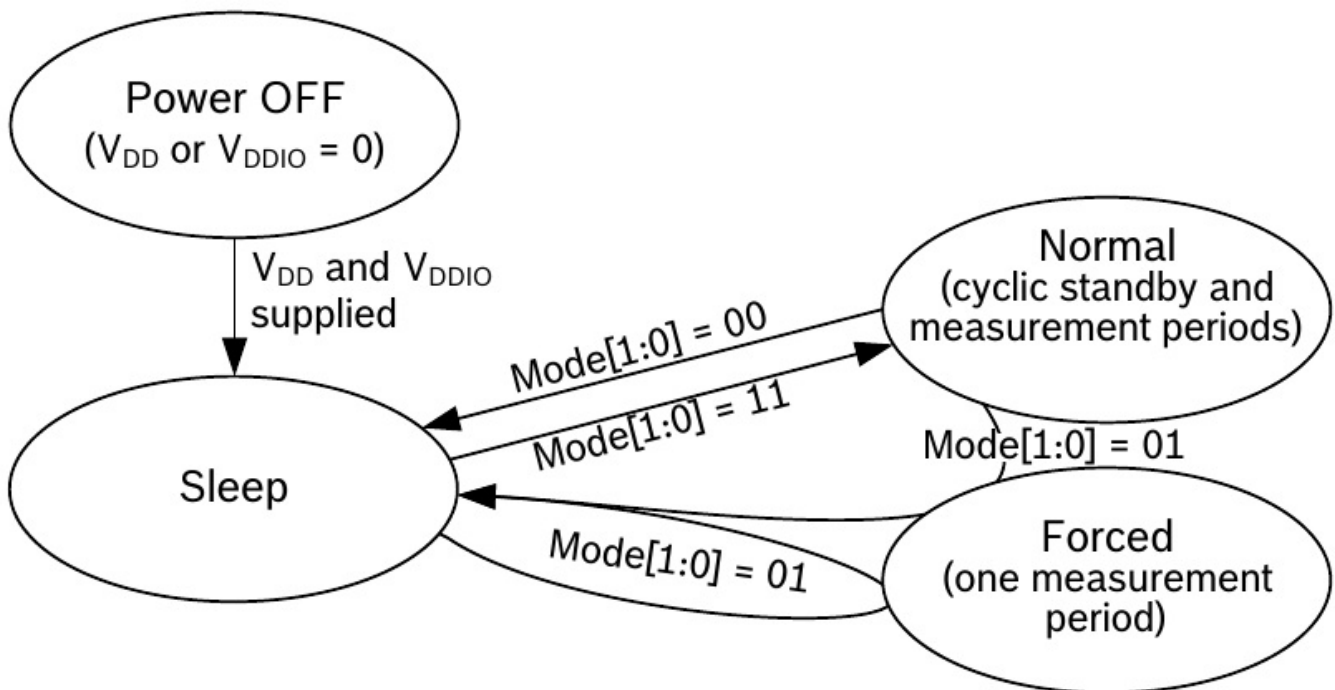 Power OFF
(VDD or VDDIO = 0)
VDD and VDDIO
supplied
Normal
(cyclic standby and
measurement periods)
Mode[1:0] = 00
Mode[1:0] = 11
Mode[1:0] = 01
Sleep
Mode[1:0] = 01
Forced
(one measurement
period)